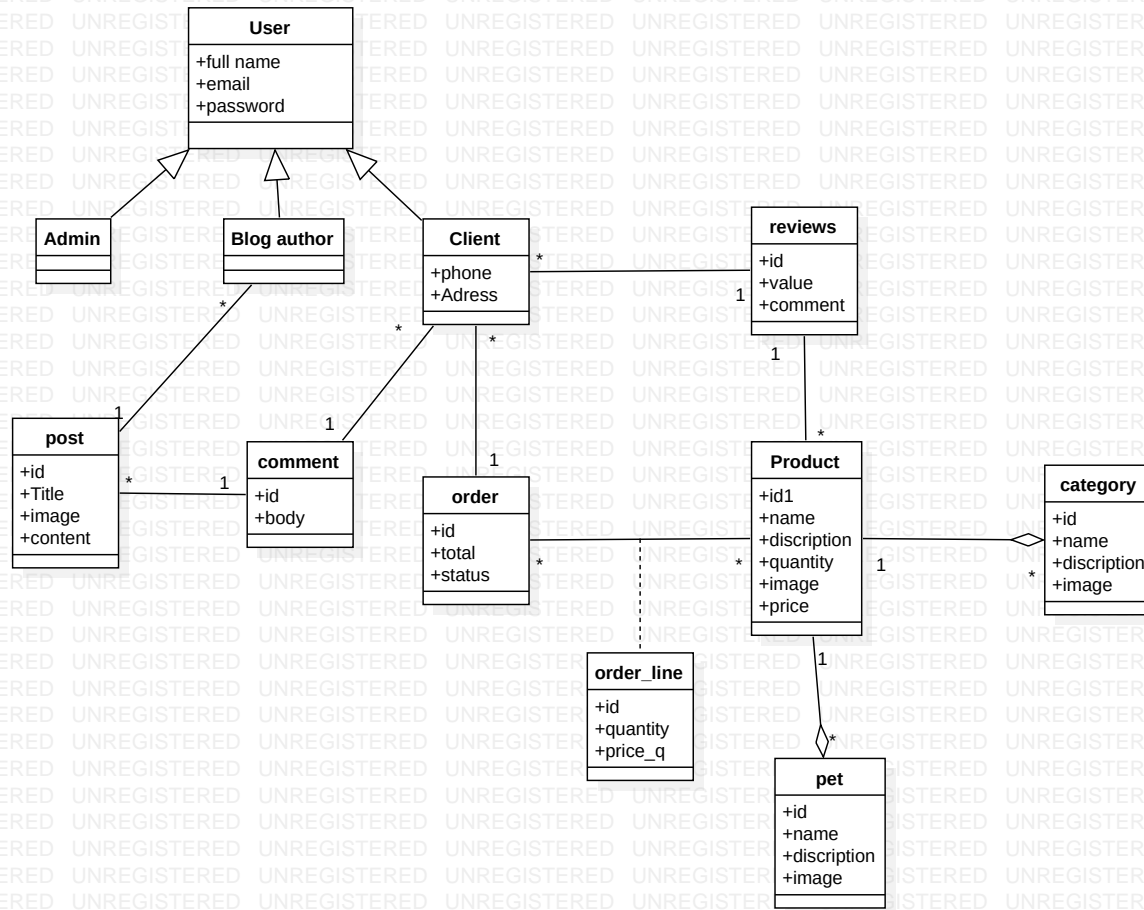 User
+full name
+email
+password
Admin
Blog author
Client
+phone
+Adress
reviews
+id
+value
+comment
*
1
*
1
*
1
*
1
1
*
post
+id
+Title
+image
+content
*
1
comment
+id
+body
order
+id
+total
+status
*
*
Product
+id1
+name
+discription
+quantity
+image
+price
1
*
category
+id
+name
+discription
+image
order_line
+id
+quantity
+price_q
1
*
pet
+id
+name
+discription
+image
UNREGISTERED